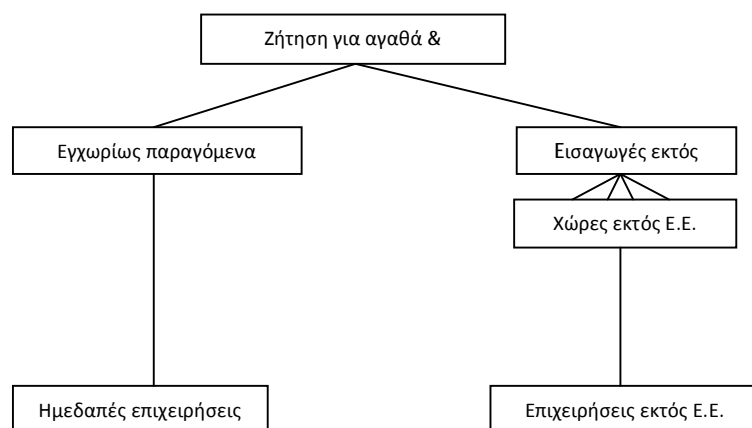 Ζήτηση για αγαθά &
Εγχωρίως παραγόμενα
Εισαγωγές εκτός
Χώρες εκτός Ε.Ε.
Ημεδαπές επιχειρήσεις
Επιχειρήσεις εκτός Ε.Ε.